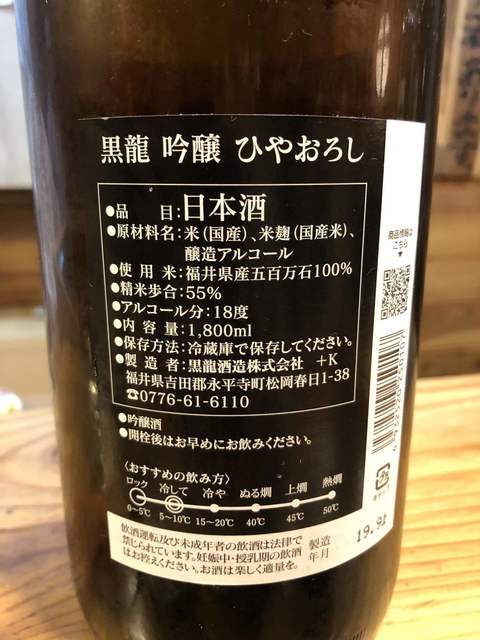 黒龍 吟醸 ひやおろし
●品 目:日本酒
●原材料名:米(国産)、米麹(国産米)、
醸造アルコール
●使用米:福井県産五百万石100%
●精米歩合:55%
●アルコール分:18度
●内容量:1,800ml
●保存方法:冷蔵庫で保存してください。
●製造者:黒龍酒造株式会社 +K
福井県吉田郡永平寺町松岡春日1-38
☎0776-61-6110
●吟醸酒
●開栓後はお早めにお飲みください。
〈おすすめの飲み方〉
ロック 冷して 冷や ぬる燗 上燗 熱燗
0~5℃ 5~10℃ 15~20℃ 40℃ 45℃ 50℃
飲酒運転及び未成年者の飲酒は法律で
禁じられています。妊娠中・授乳期の飲酒
はお控えください。お酒は楽しく適量を。
製造
年月
19.9
商品情報は
こちら